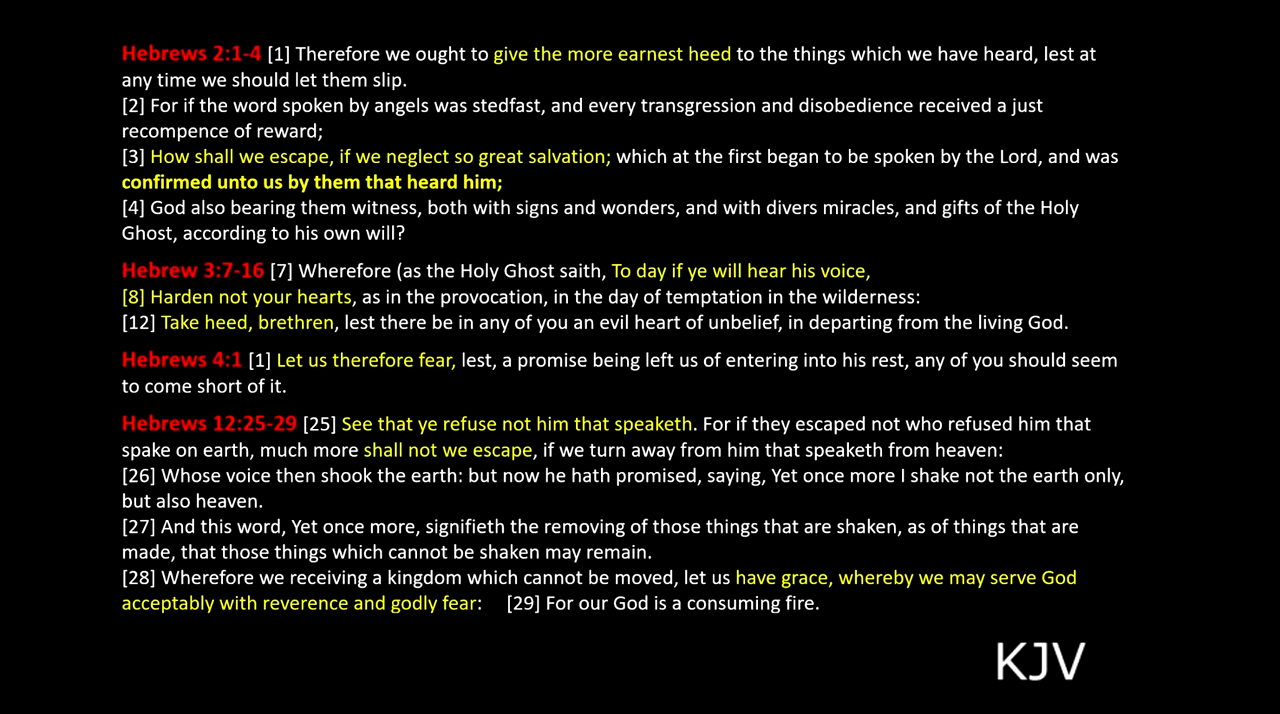 Hebrews 2:1-4 [1] Therefore we ought to give the more earnest heed to the things which we have heard, lest at
any time we should let them slip.
[2] For if the word spoken by angels was stedfast, and every transgression and disobedience received a just
recompence of reward;
[3] How shall we escape, if we neglect so great salvation; which at the first began to be spoken by the Lord, and was
confirmed unto us by them that heard him;
[4] God also bearing them witness, both with signs and wonders, and with divers miracles, and gifts of the Holy
Ghost, according to his own will?
Hebrew 3:7-16 [7] Wherefore (as the Holy Ghost saith, To day if ye will hear his voice,
[8] Harden not your hearts, as in the provocation, in the day of temptation in the wilderness:
[12] Take heed, brethren, lest there be in any of you an evil heart of unbelief, in departing from the living God.
Hebrews 4:1 [1] Let us therefore fear, lest, a promise being left us of entering into his rest, any of you should seem
to come short of it.
Hebrews 12:25-29 [25] See that ye refuse not him that speaketh. For if they escaped not who refused him that
spake on earth, much more shall not we escape, if we turn away from him that speaketh from heaven:
[26] Whose voice then shook the earth: but now he hath promised, saying, Yet once more I shake not the earth only,
but also heaven.
[27] And this word, Yet once more, signifieth the removing of those things that are shaken, as of things that are
made, that those things which cannot be shaken may remain.
[28] Wherefore we receiving a kingdom which cannot be moved, let us have grace, whereby we may serve God
acceptably with reverence and godly fear: [29] For our God is a consuming fire.
KJV